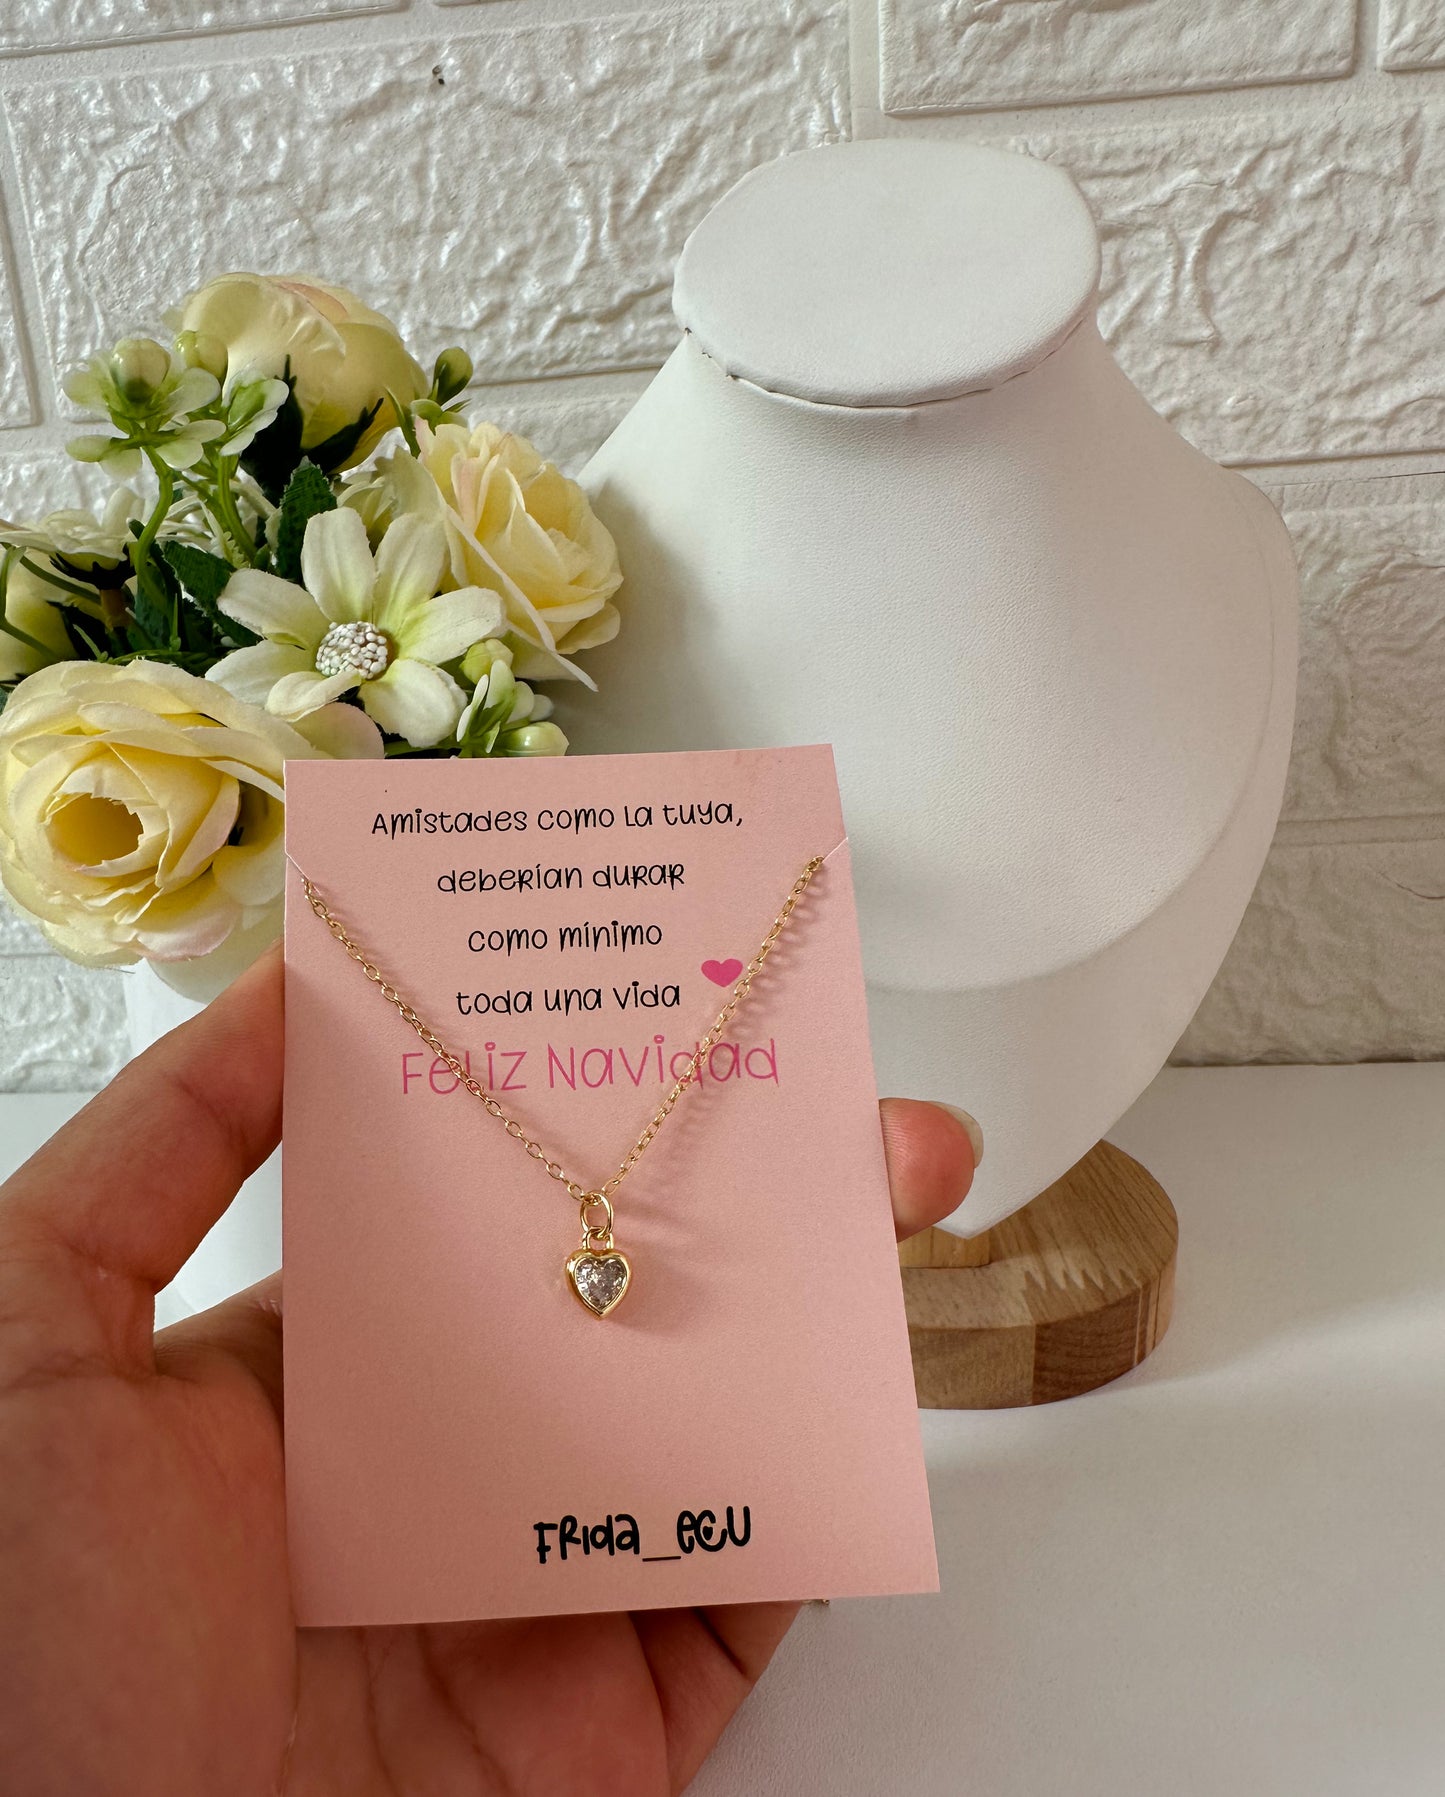 Amistades como la tuya,
deberían durar
como mínimo
toda una vida
Feliz Navidad
Frida_ecu